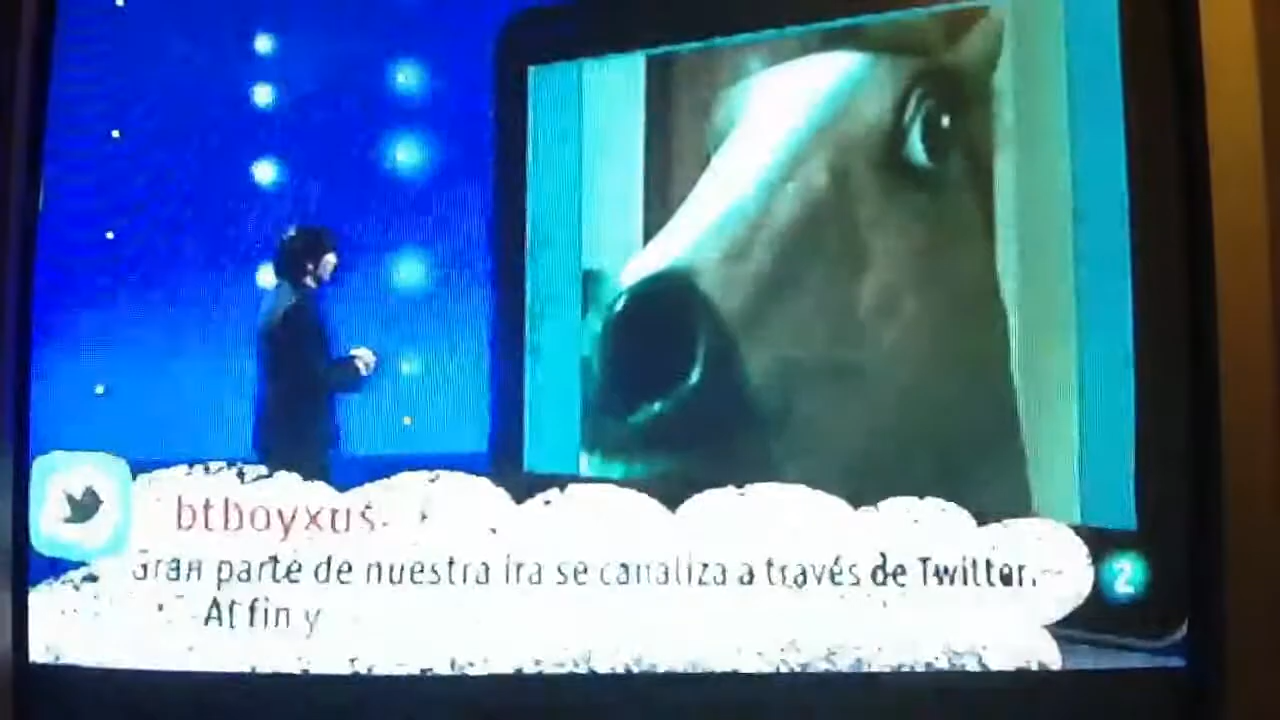 btboyxus
Gran parte de nuestra ira se canaliza a través de Twitter.
Al fin y
2